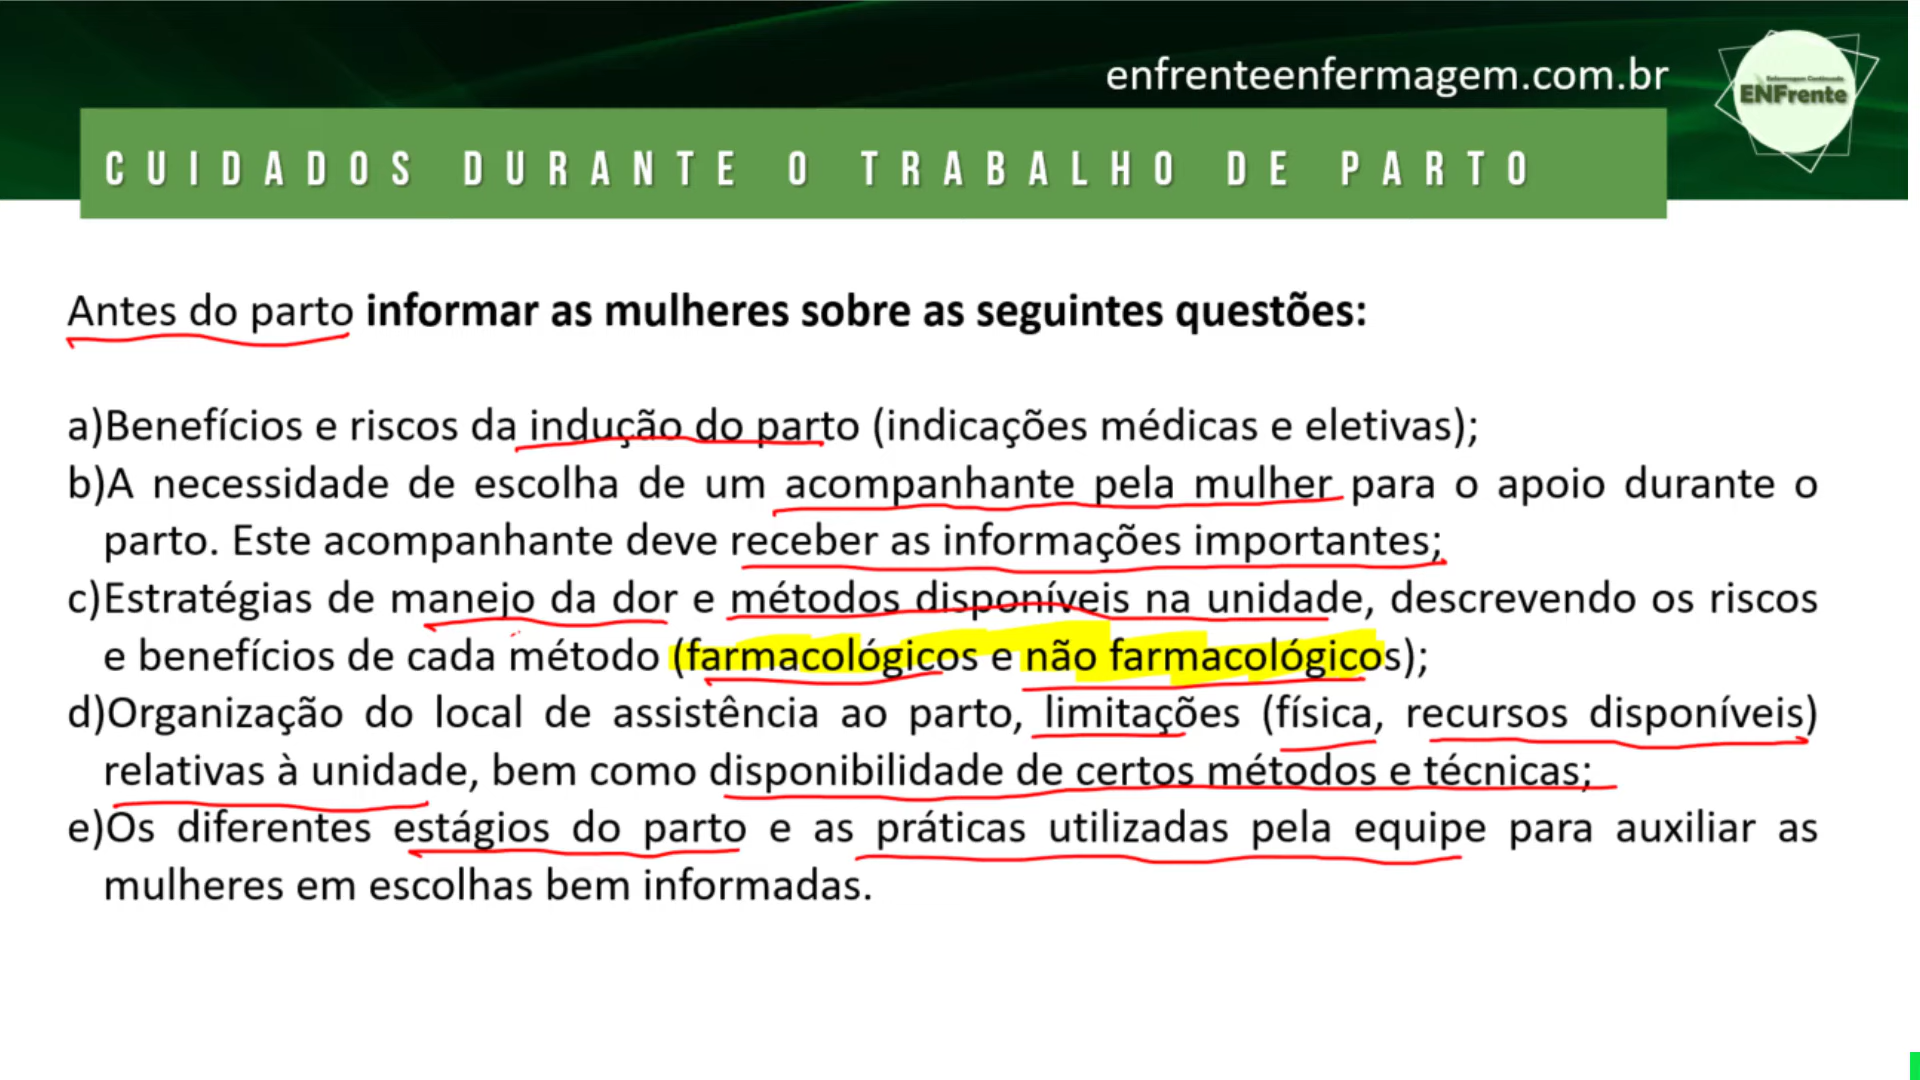 enfrenteenfermagem.com.br
Enfermagem Continuada
ENFrente
CUIDADOS DURANTE O TRABALHO DE PARTO
Antes do parto informar as mulheres sobre as seguintes questões:
a)Benefícios e riscos da indução do parto (indicações médicas e eletivas);
b)A necessidade de escolha de um acompanhante pela mulher para o apoio durante o
parto. Este acompanhante deve receber as informações importantes;
c)Estratégias de manejo da dor e métodos disponíveis na unidade, descrevendo os riscos
e benefícios de cada método (farmacológicos e não farmacológicos);
d)Organização do local de assistência ao parto, limitações (física, recursos disponíveis)
relativas à unidade, bem como disponibilidade de certos métodos e técnicas;
e)Os diferentes estágios do parto e as práticas utilizadas pela equipe para auxiliar as
mulheres em escolhas bem informadas.